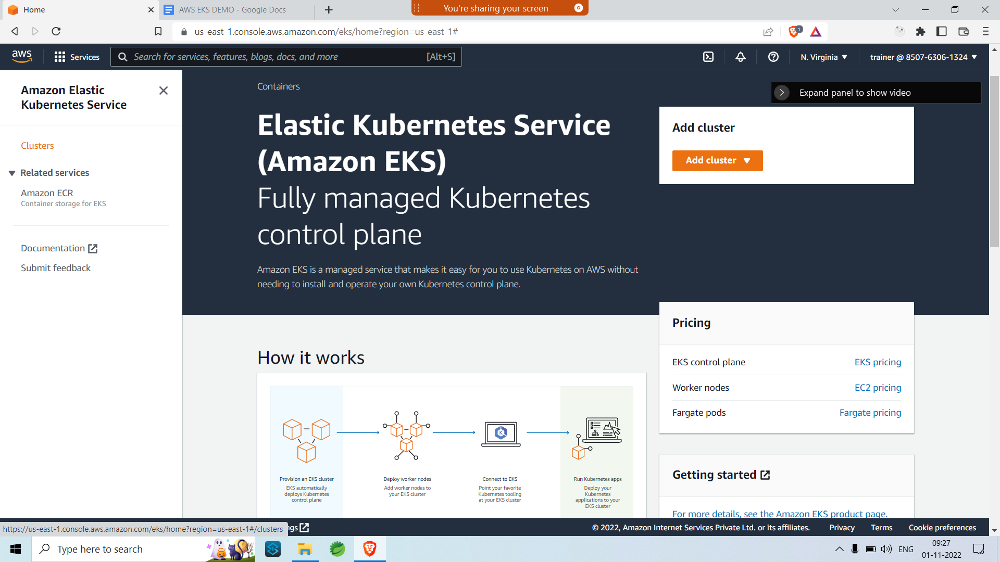 Home
AWS EKS DEMO - Google Docs
You're sharing your screen
us-east-1.console.aws.amazon.com/eks/home?region=us-east-1#
1
aws
Services
Search for services, features, blogs, docs, and more
[Alt+S]
N. Virginia
trainer @ 8507-6306-1324
Amazon Elastic
Kubernetes Service
Clusters
Related services
Amazon ECR
Container storage for EKS
Documentation
Submit feedback
Containers
Expand panel to show video
Elastic Kubernetes Service
(Amazon EKS)
Fully managed Kubernetes
control plane
Amazon EKS is a managed service that makes it easy for you to use Kubernetes on AWS without
needing to install and operate your own Kubernetes control plane.
Add cluster
Add cluster
Pricing
EKS control plane
EKS pricing
Worker nodes
EC2 pricing
Fargate pods
Fargate pricing
How it works
K
Provision an EKS cluster
EKS automatically
deploys Kubernetes
control plane
Deploy worker nodes
Add worker nodes to
your EKS cluster
Connect to EKS
Point your favorite
Kubernetes tooling
at your EKS cluster
Run Kubernetes apps
Deploy your
Kubernetes
applications to your
EKS cluster
Getting started
For more details, see the Amazon EKS product page.
https://us-east-1.console.aws.amazon.com/eks/home?region=us-east-1#/clusters
ngs
© 2022, Amazon Internet Services Private Ltd. or its affiliates.
Privacy
Terms
Cookie preferences
Type here to search
ENG
09:27
01-11-2022